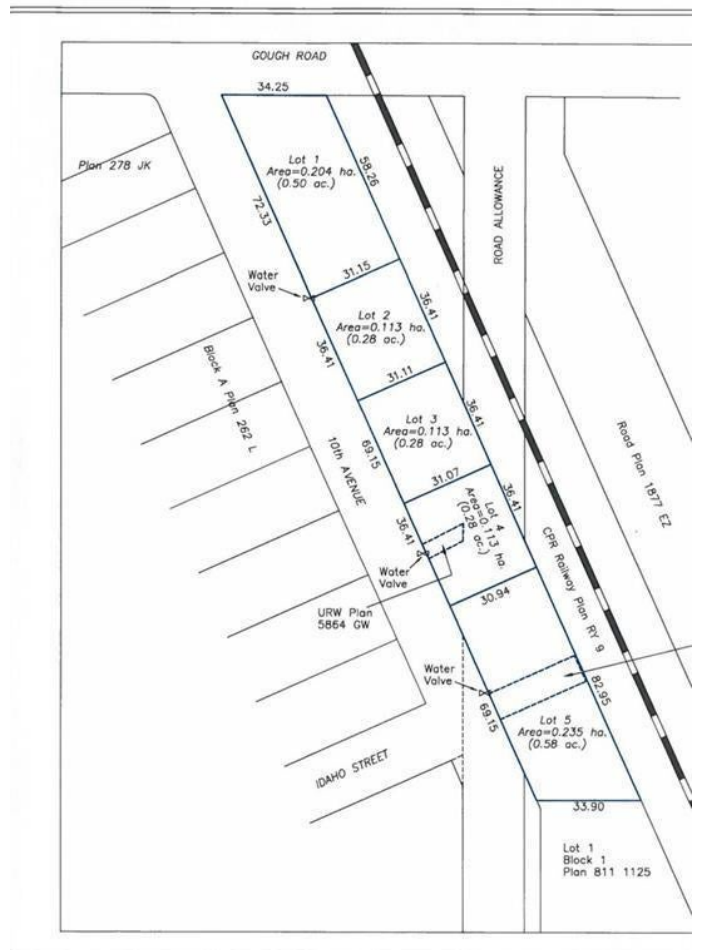 GOUGH ROAD
34.25
Plan 278 JK
Lot 1
Area=0.204 ha.
(0.50 ac.)
58.26
72.33
ROAD ALLOWANCE
31.15
Water
Valve
Lot 2
Area=0.113 ha.
(0.28 ac.)
36.41
36.41
31.11
Block A Plan 262 L
Lot 3
Area=0.113 ha.
(0.28 ac.)
36.41
69.15
10th AVENUE
31.07
Road Plan 1877 EZ
Lot 4
Area=0.113 ha.
(0.28 ac.)
36.41
36.41
Water
Valve
CPR Railway Plan RY 9
30.94
URW Plan
5864 GW
Water
Valve
82.95
69.15
Lot 5
Area=0.235 ha.
(0.58 ac.)
IDAHO STREET
33.90
Lot 1
Block 1
Plan 811 1125